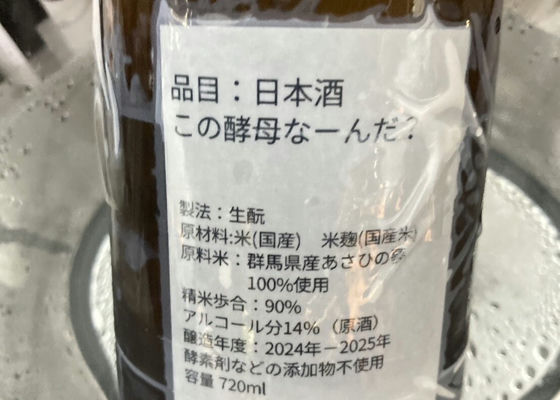 品目：日本酒
この酵母なーんだ？
製法：生酛
原材料:米(国産)　米麹(国産米)
原料米：群馬県産あさひの夢
100%使用
精米歩合：90%
アルコール分14%（原酒）
醸造年度：2024年－2025年
酵素剤などの添加物不使用
容量 720ml